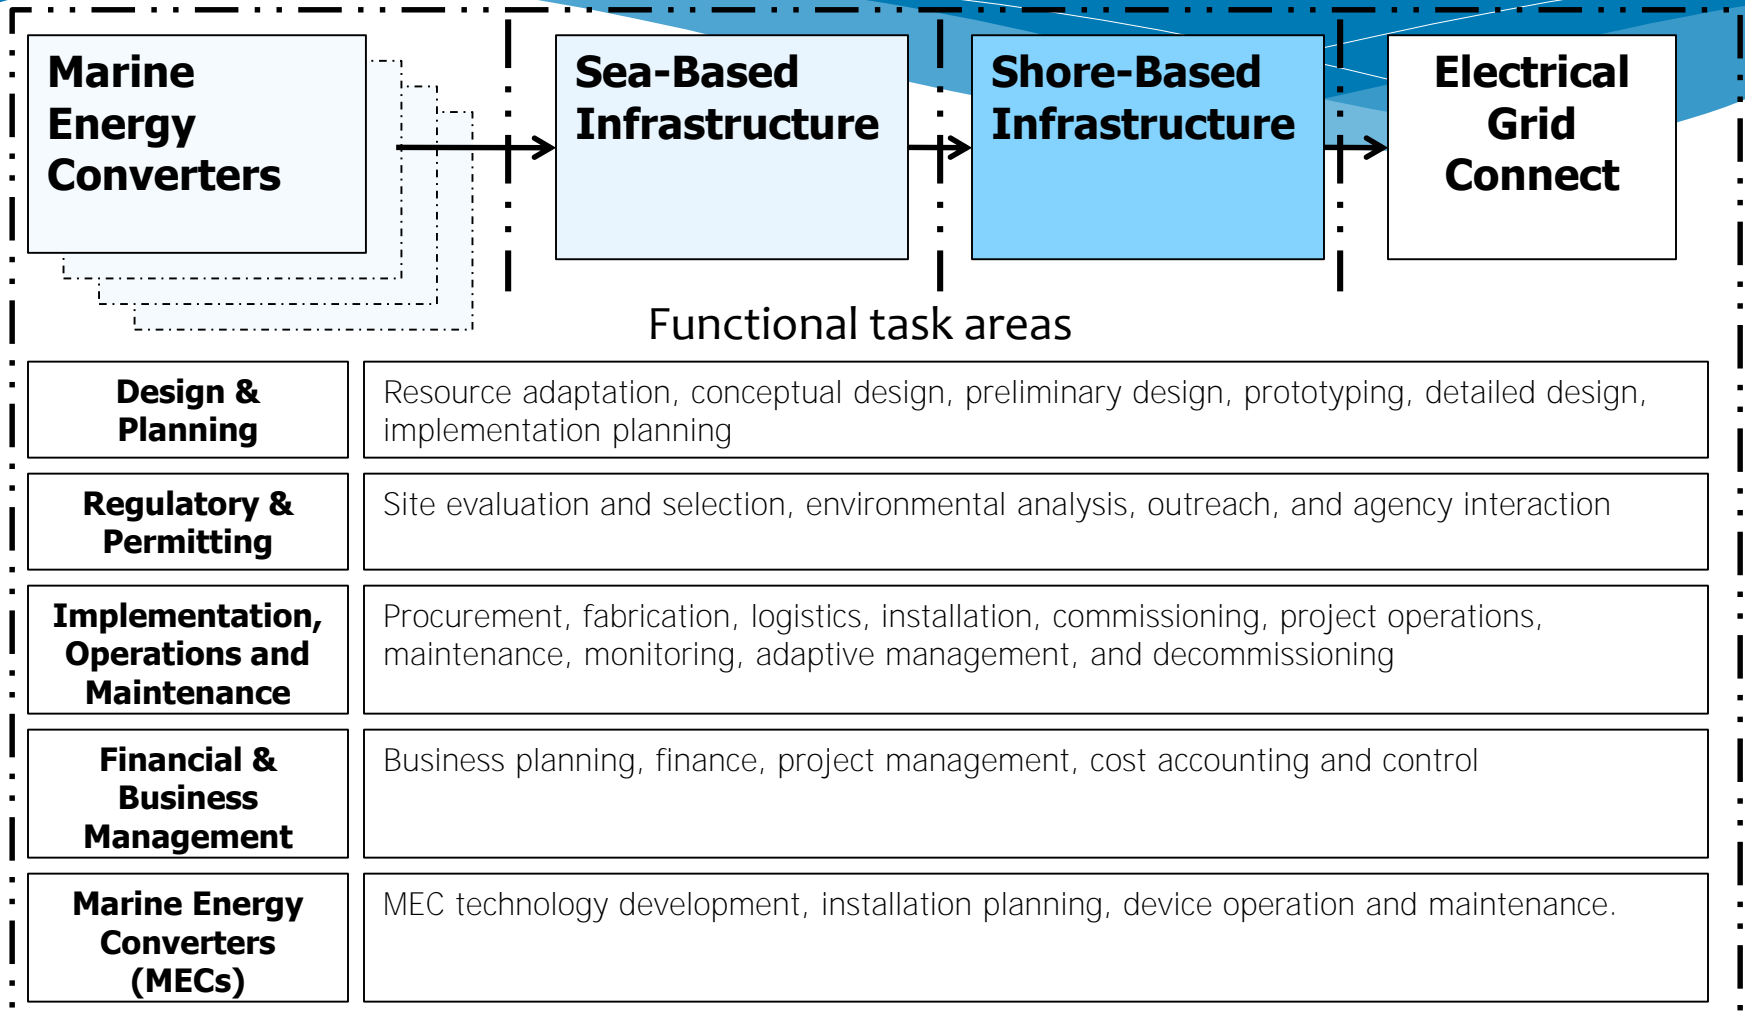 Marine
Energy
Converters
Sea-Based
Infrastructure
Shore-Based
Infrastructure
Electrical
Grid
Connect
Functional task areas
Design &
Planning
Resource adaptation, conceptual design, preliminary design, prototyping, detailed design,
implementation planning
Regulatory &
Permitting
Site evaluation and selection, environmental analysis, outreach, and agency interaction
Implementation,
Operations and
Maintenance
Procurement, fabrication, logistics, installation, commissioning, project operations,
maintenance, monitoring, adaptive management, and decommissioning
Financial &
Business
Management
Business planning, finance, project management, cost accounting and control
Marine Energy
Converters
(MECs)
MEC technology development, installation planning, device operation and maintenance.